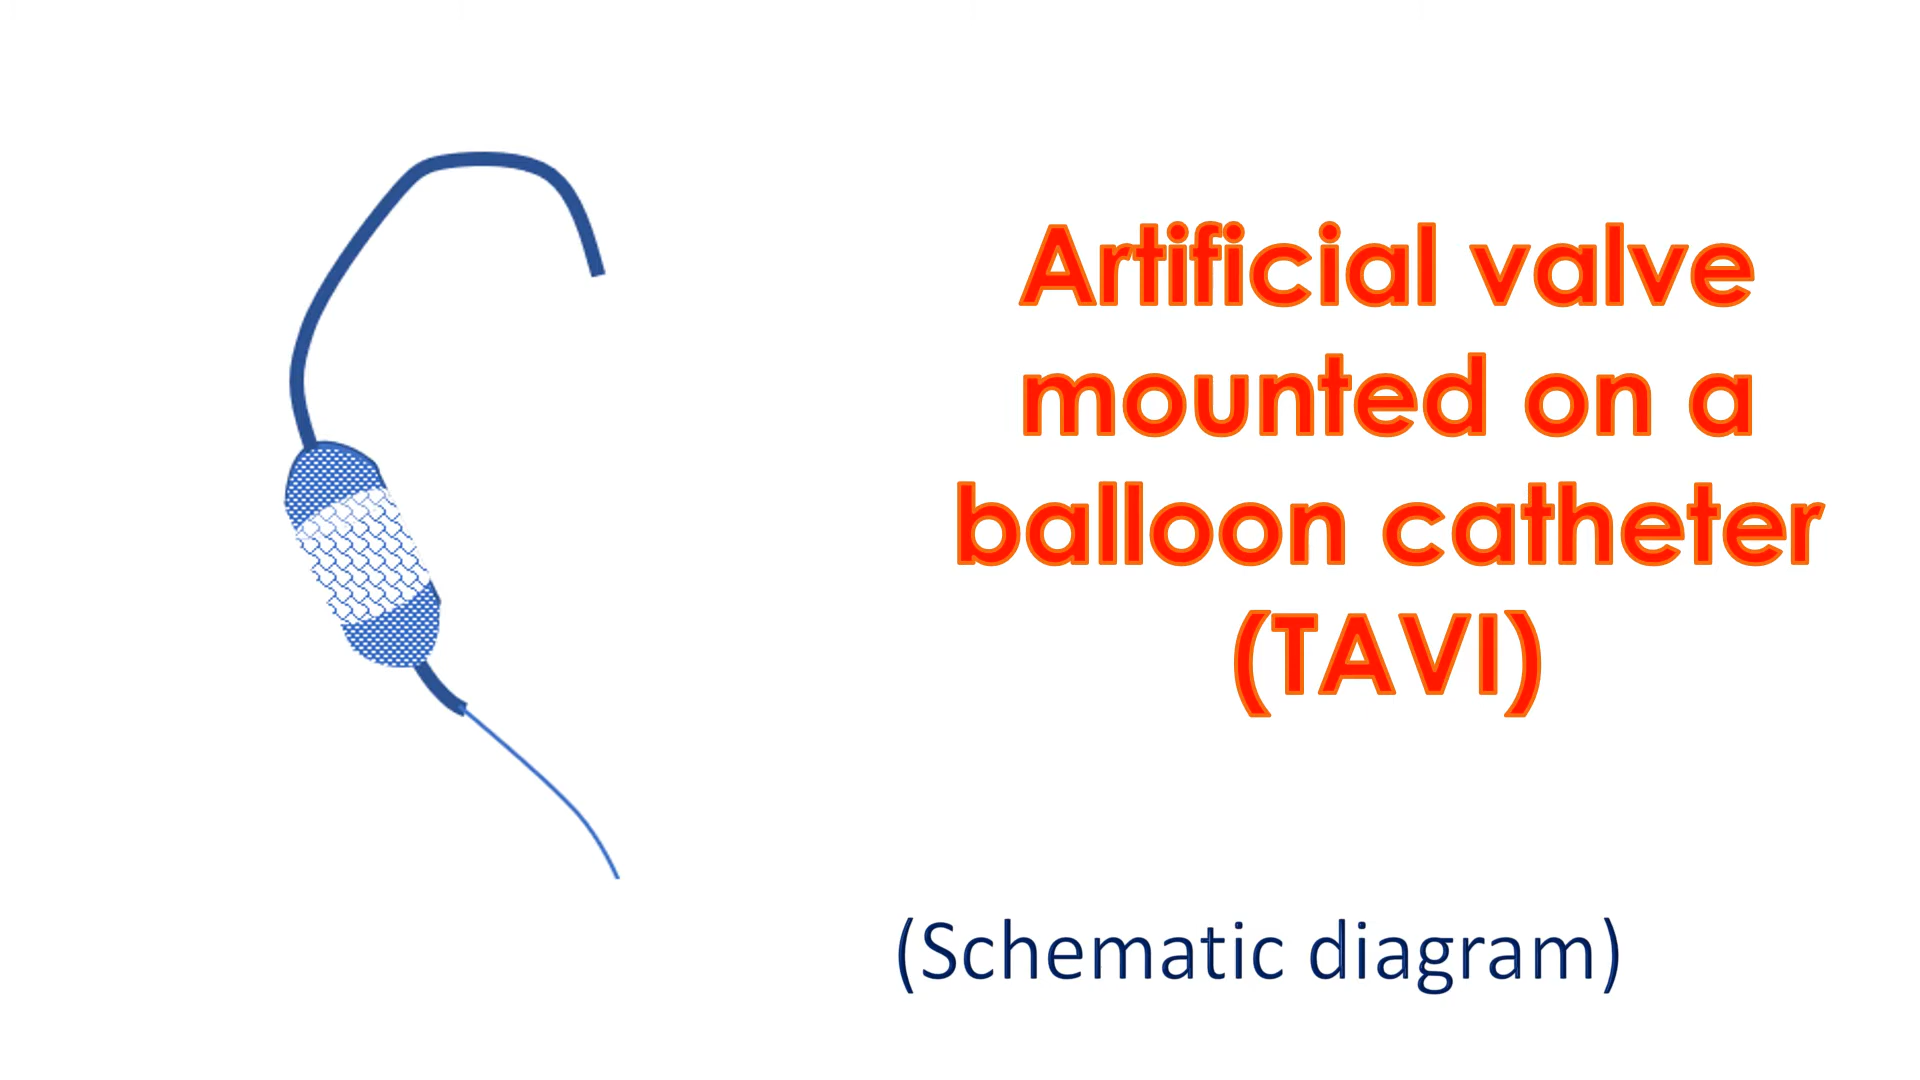 Artificial valve
mounted on a
balloon catheter
(TAVI)
(Schematic diagram)